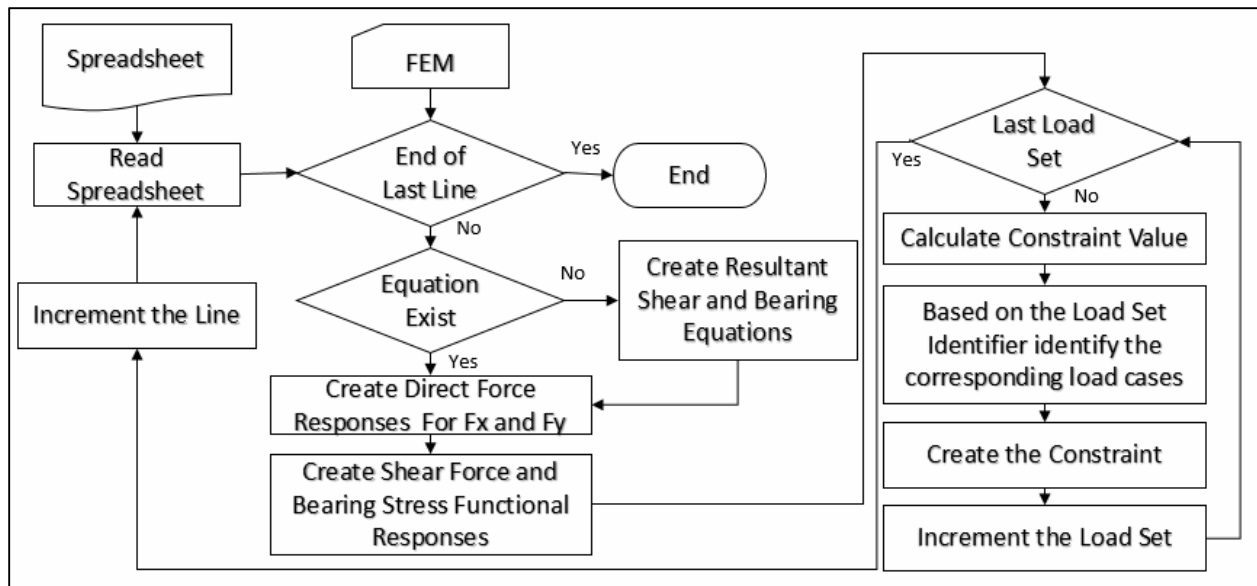 Spreadsheet
FEM
Read
Spreadsheet
End of
Last Line
Yes
End
No
Equation
Exist
No
Create Resultant
Shear and Bearing
Equations
Increment the Line
Yes
Create Direct Force
Responses For Fx and Fy
Create Shear Force and
Bearing Stress Functional
Responses
Last Load
Set
Yes
No
Calculate Constraint Value
Based on the Load Set
Identifier identify the
corresponding load cases
Create the Constraint
Increment the Load Set